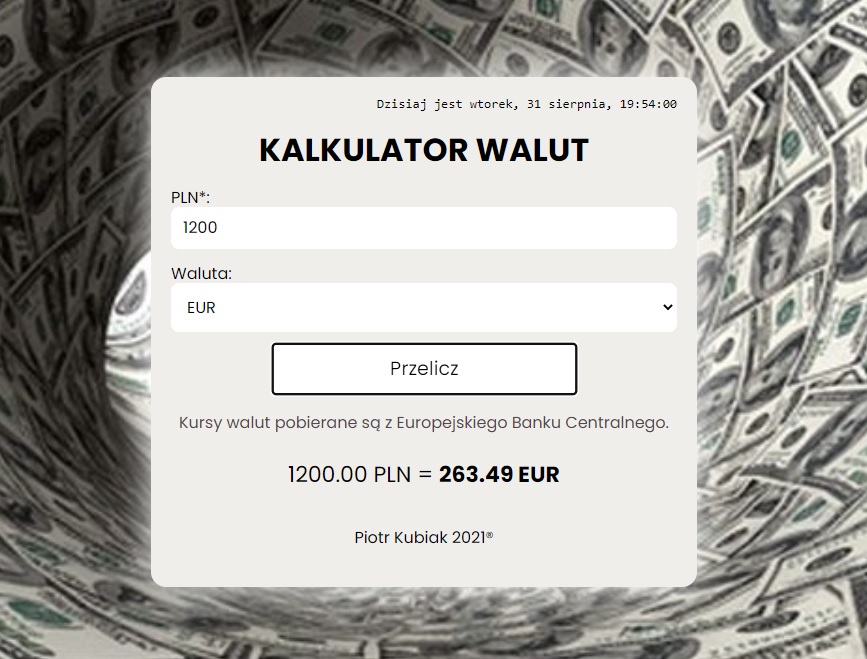 Dzisiaj jest wtorek, 31 sierpnia, 19:54:00
KALKULATOR WALUT
PLN*:
1200
Waluta:
EUR
Przelicz
Kursy walut pobierane są z Europejskiego Banku Centralnego.
1200.00 PLN = 263.49 EUR
Piotr Kubiak 2021®